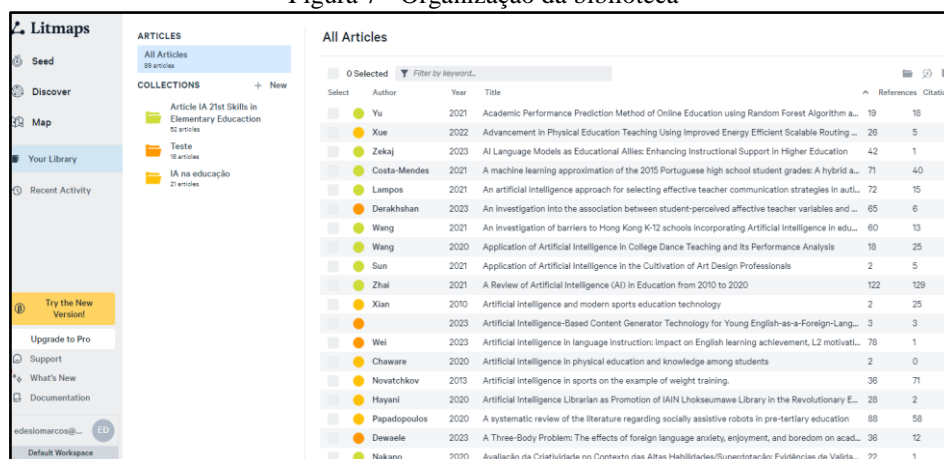 Figura 7 - Organização da biblioteca
Litmaps
Seed
Discover
Map
Your Library
Recent Activity
Try the New
Version!
Upgrade to Pro
Support
What's New
Documentation
edesiomarcos@... ED
Default Workspace
ARTICLES
All Articles
89 articles
COLLECTIONS + New
Article IA 21st Skills in
Elementary Educaction
52 articles
Teste
16 articles
IA na educação
21 articles
All Articles
0 Selected Filter by keyword...
Select Author Year Title References Citatio
Yu 2021 Academic Performance Prediction Method of Online Education using Random Forest Algorithm a... 19 18
Xue 2022 Advancement in Physical Education Teaching Using Improved Energy Efficient Scalable Routing ... 26 5
Zekaj 2023 AI Language Models as Educational Allies: Enhancing Instructional Support in Higher Education 42 1
Costa-Mendes 2021 A machine learning approximation of the 2015 Portuguese high school student grades: A hybrid a... 71 40
Lampos 2021 An artificial intelligence approach for selecting effective teacher communication strategies in auti... 72 15
Derakhshan 2023 An investigation into the association between student-perceived affective teacher variables and ... 65 6
Wang 2021 An investigation of barriers to Hong Kong K-12 schools incorporating Artificial Intelligence in edu... 60 13
Wang 2020 Application of Artificial Intelligence in College Dance Teaching and Its Performance Analysis 18 25
Sun 2021 Application of Artificial Intelligence in the Cultivation of Art Design Professionals 2 5
Zhai 2021 A Review of Artificial Intelligence (AI) in Education from 2010 to 2020 122 129
Xian 2010 Artificial intelligence and modern sports education technology 2 25
2023 Artificial Intelligence-Based Content Generator Technology for Young English-as-a-Foreign-Lang... 3 3
Wei 2023 Artificial intelligence in language instruction: impact on English learning achievement, L2 motivati... 78 1
Chaware 2020 Artificial intelligence in physical education and knowledge among students 2 0
Novatchkov 2013 Artificial intelligence in sports on the example of weight training. 36 71
Hayani 2020 Artificial Intelligence Librarian as Promotion of IAIN Lhokseumawe Library in the Revolutionary E... 28 2
Papadopoulos 2020 A systematic review of the literature regarding socially assistive robots in pre-tertiary education 88 58
Dewaele 2023 A Three-Body Problem: The effects of foreign language anxiety, enjoyment, and boredom on acad... 36 12
Nakano 2020 Avaliação da Criatividade no Contexto das Altas Habilidades/Superdotação: Evidências de Valida... 22 1